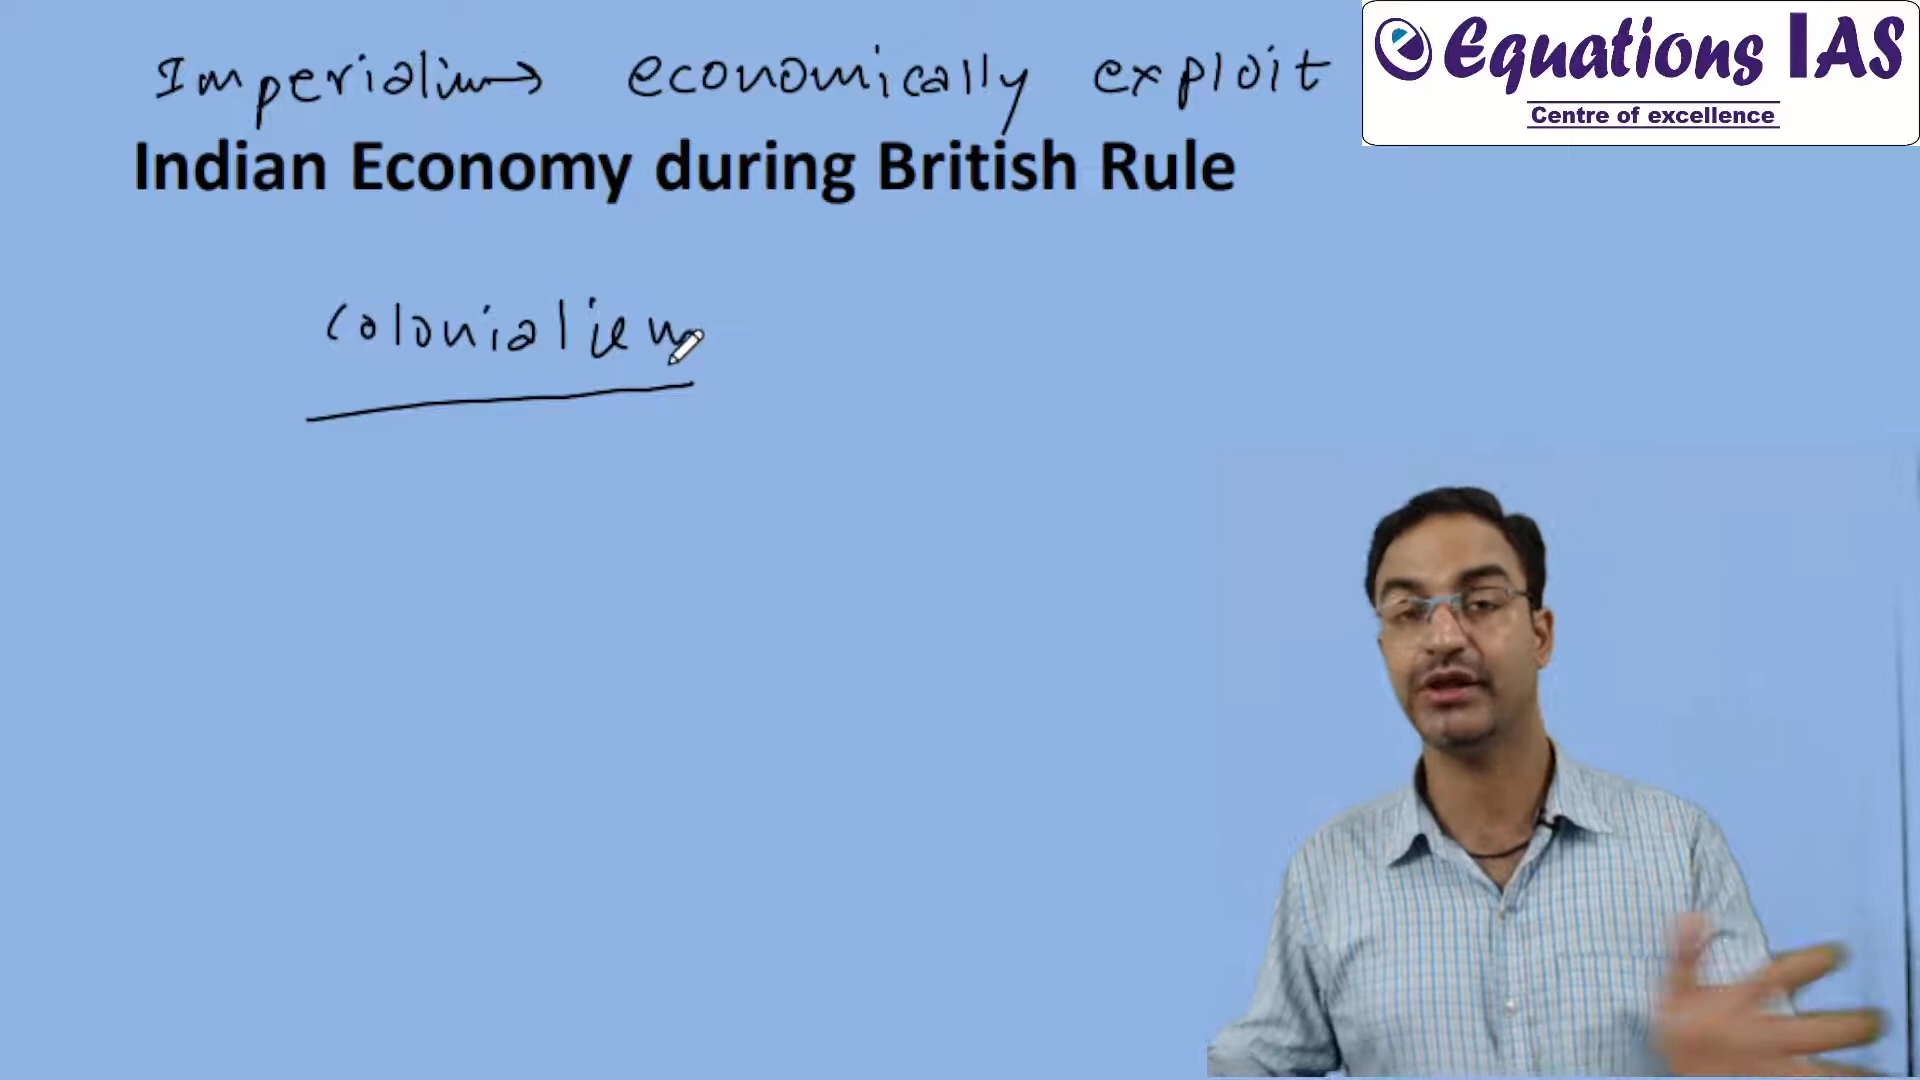 Imperialism → economically exploit
Equations IAS
Centre of excellence
Indian Economy during British Rule
Colonialism